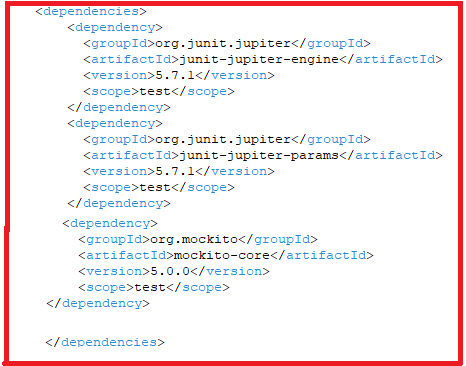 <dependencies>
<dependency>
<groupId>org.junit.jupiter</groupId>
<artifactId>junit-jupiter-engine</artifactId>
<version>5.7.1</version>
<scope>test</scope>
</dependency>
<dependency>
<groupId>org.junit.jupiter</groupId>
<artifactId>junit-jupiter-params</artifactId>
<version>5.7.1</version>
<scope>test</scope>
</dependency>
<dependency>
<groupId>org.mockito</groupId>
<artifactId>mockito-core</artifactId>
<version>5.0.0</version>
<scope>test</scope>
</dependency>
</dependencies>